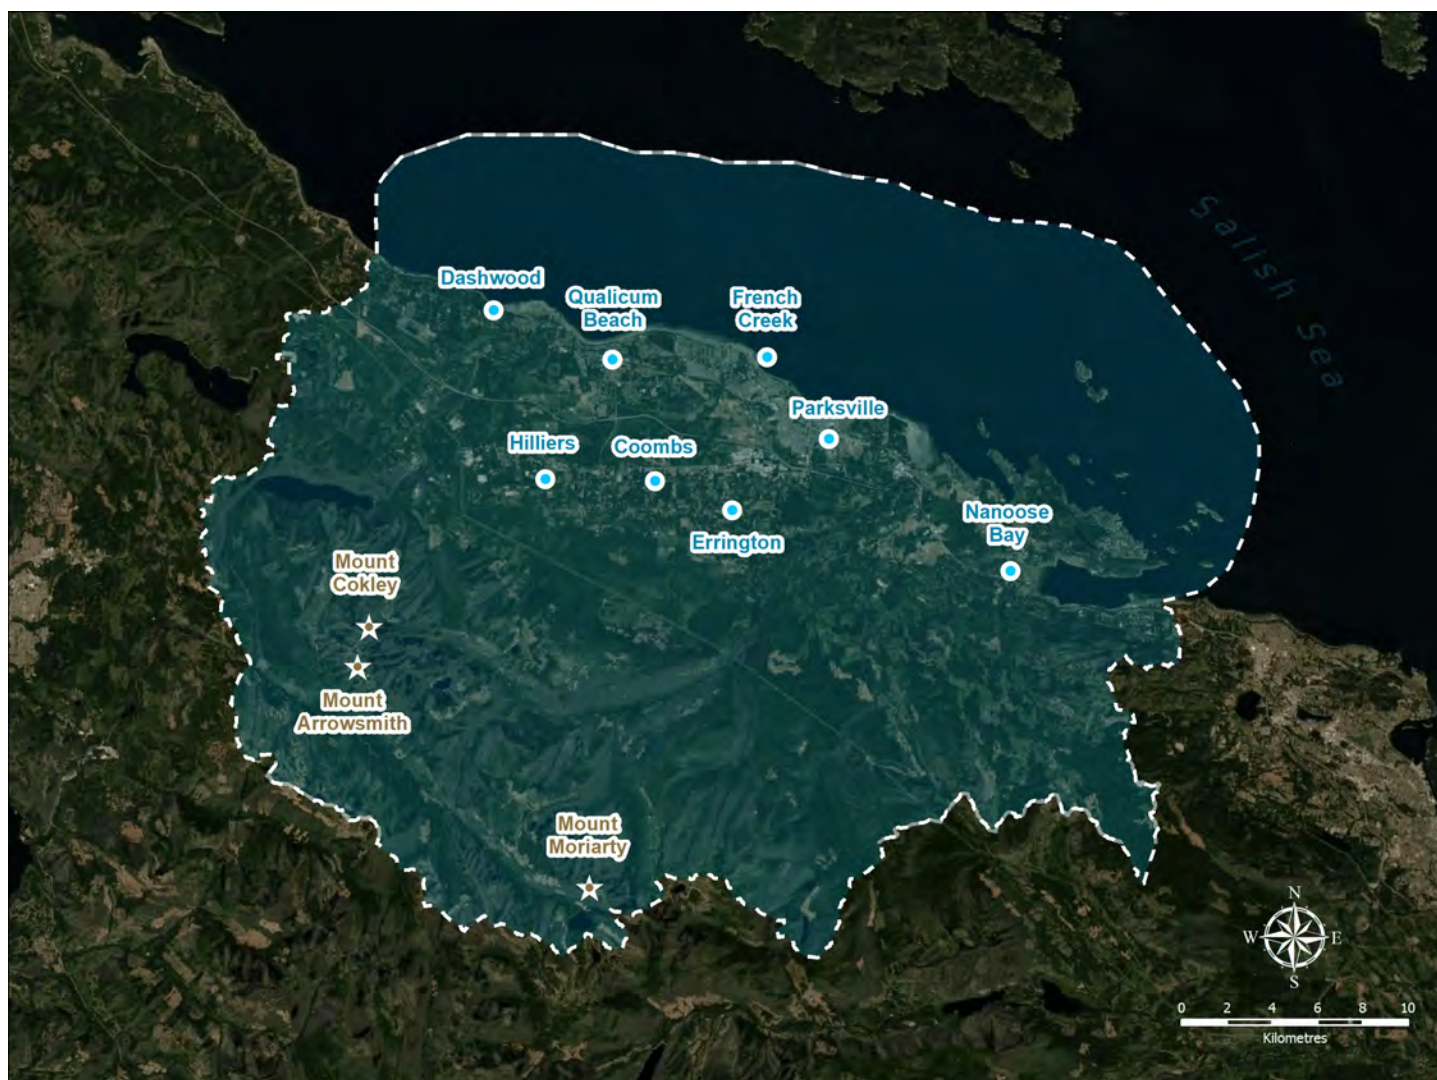 Salish Sea
Dashwood
Qualicum
Beach
French
Creek
Parksville
Hilliers
Coombs
Errington
Nanoose
Bay
Mount
Cokley
Mount
Arrowsmith
Mount
Moriarty
N
W E
S
0 2 4 6 8 10
Kilometres